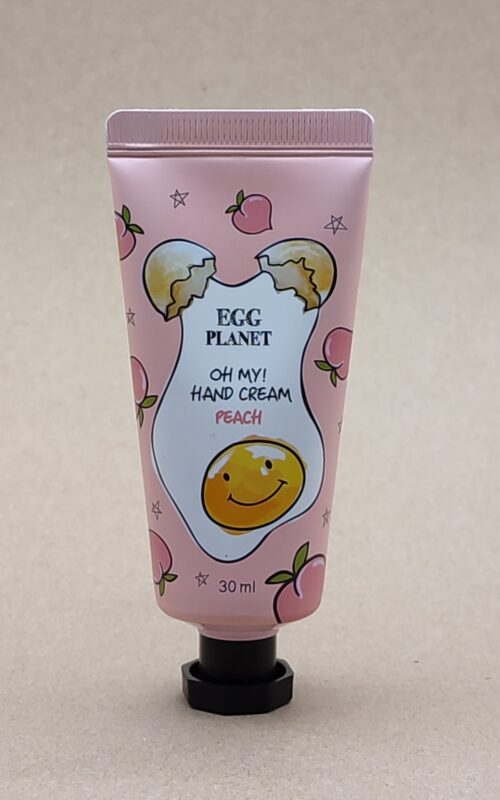 EGG
PLANET
OH MY!
HAND CREAM
PEACH
30 ml